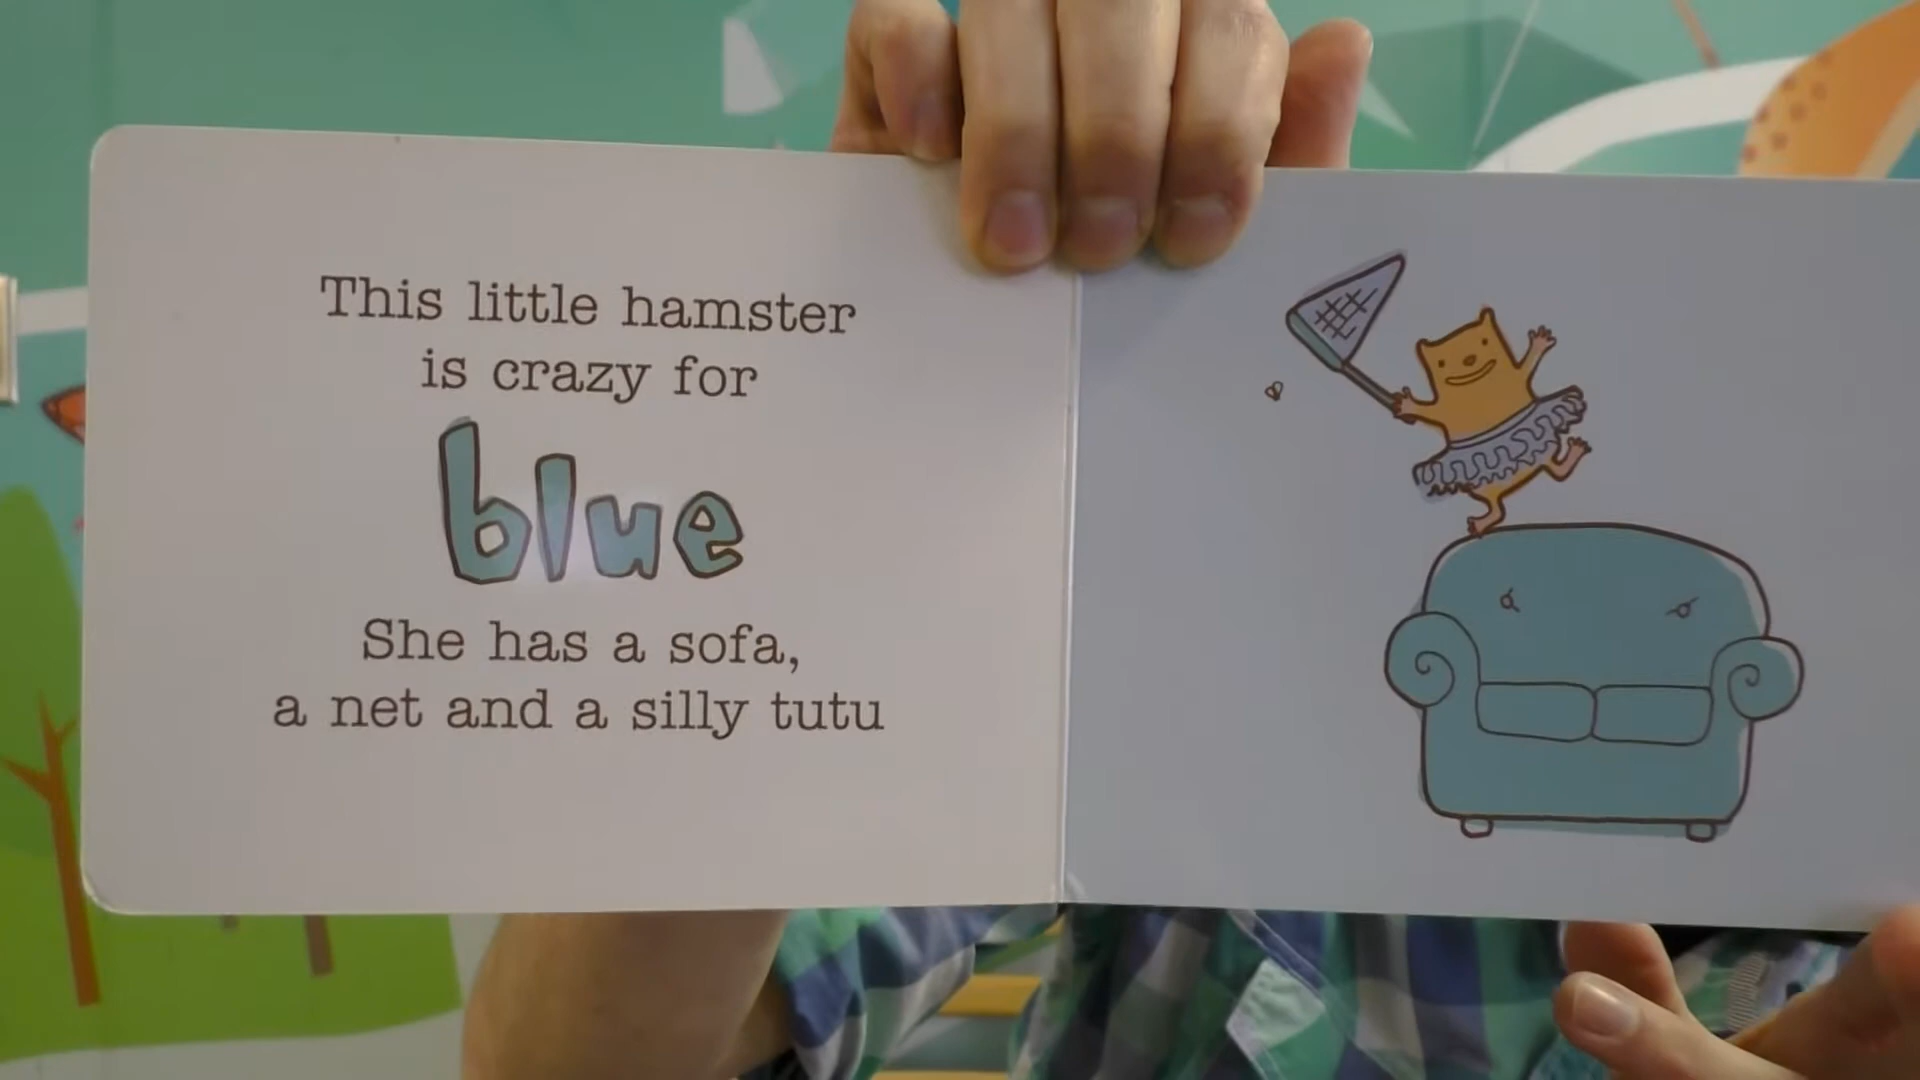 This little hamster
is crazy for
blue
She has a sofa,
a net and a silly tutu